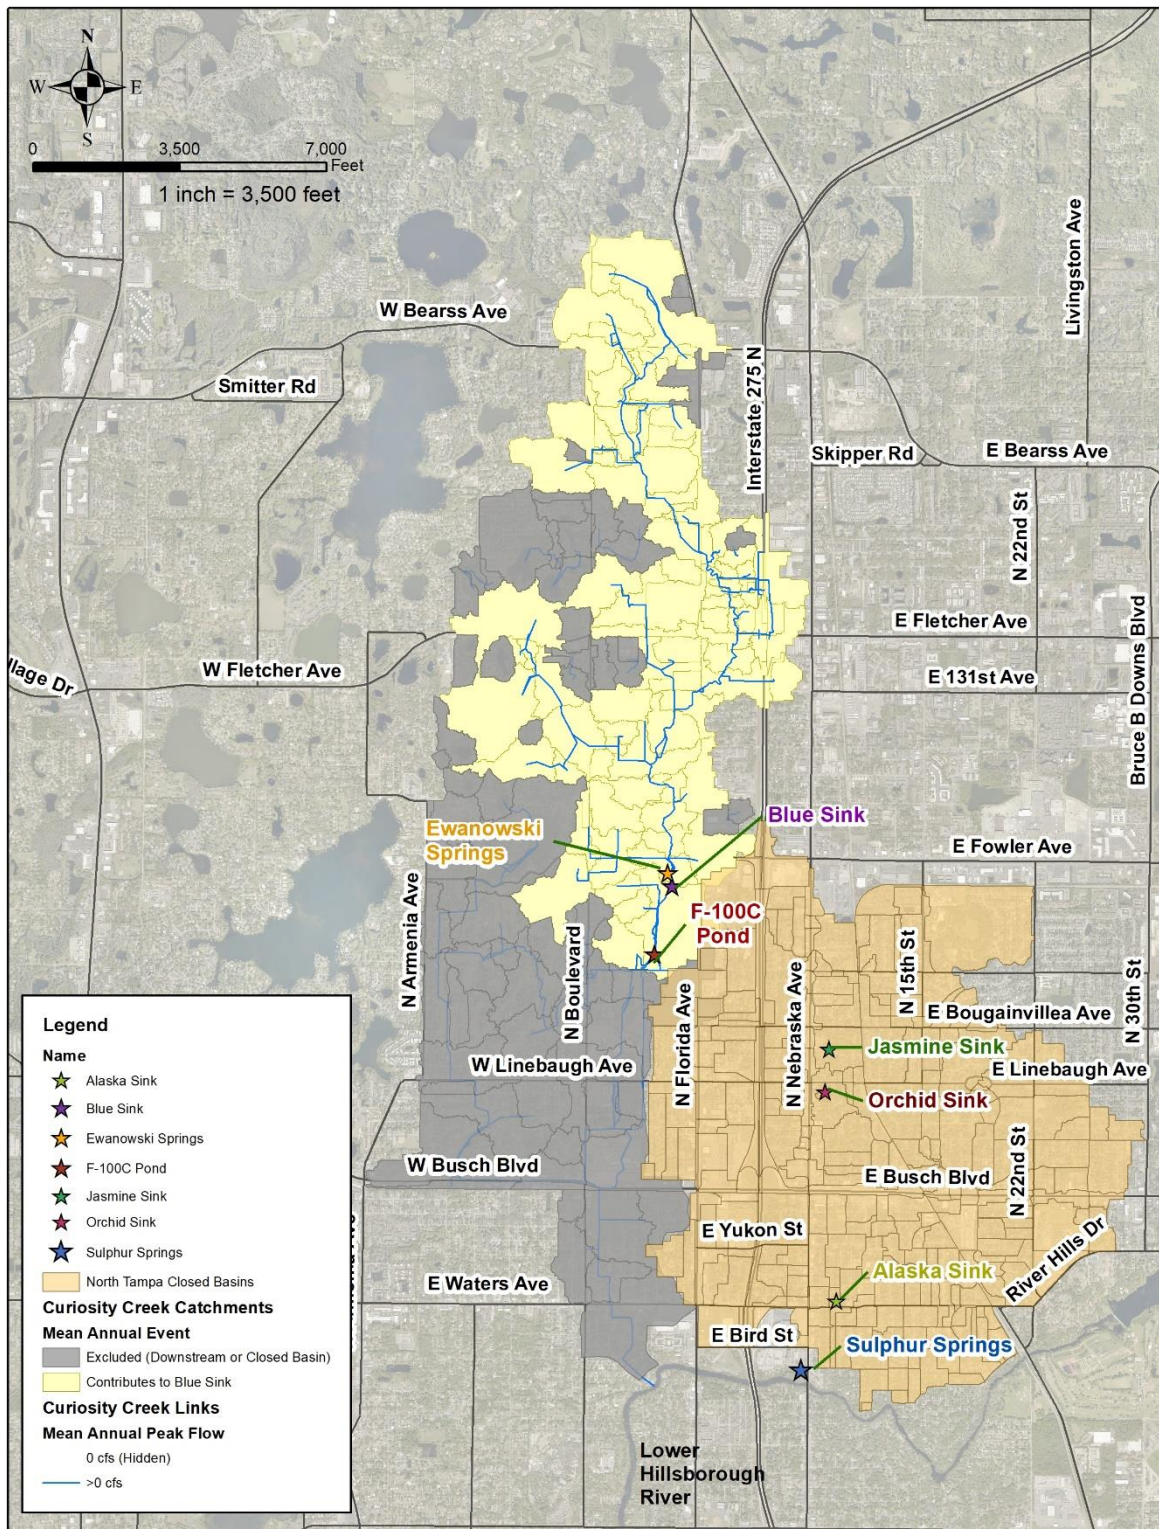 N
W E
S
0 3,500 7,000
Feet
1 inch = 3,500 feet
Livingston Ave
W Bearss Ave
Interstate 275 N
Smitter Rd
Skipper Rd
E Bearss Ave
N 22nd St
E Fletcher Ave
W Fletcher Ave
E 131st Ave
Bruce B Downs Blvd
Blue Sink
Ewanowski
Springs
E Fowler Ave
N Armenia Ave
F-100C
Pond
N Boulevard
N 15th St
N 30th St
N Florida Ave
N Nebraska Ave
E Bougainvillea Ave
Jasmine Sink
W Linebaugh Ave
E Linebaugh Ave
Orchid Sink
W Busch Blvd
E Busch Blvd
N 22nd St
E Yukon St
River Hills Dr
Alaska Sink
E Waters Ave
E Bird St
Sulphur Springs
Lower
Hillsborough
River
Legend
Name
Alaska Sink
Blue Sink
Ewanowski Springs
F-100C Pond
Jasmine Sink
Orchid Sink
Sulphur Springs
North Tampa Closed Basins
Curiosity Creek Catchments
Mean Annual Event
Excluded (Downstream or Closed Basin)
Contributes to Blue Sink
Curiosity Creek Links
Mean Annual Peak Flow
0 cfs (Hidden)
>0 cfs